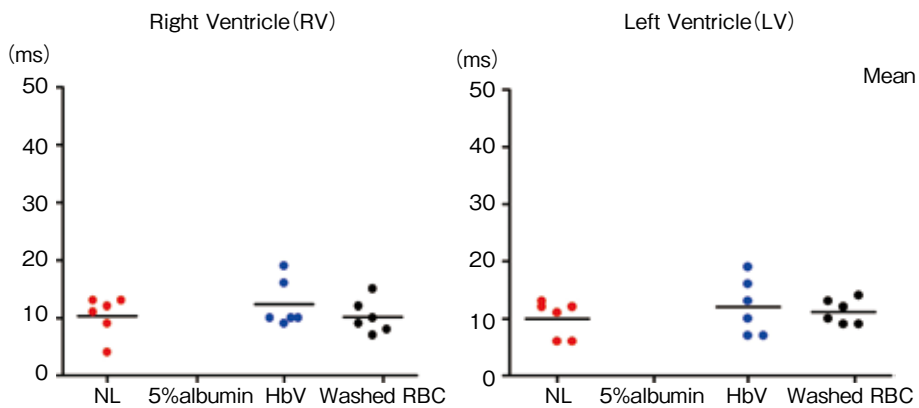 Right Ventricle(RV)
(ms)
50
40
30
20
10
0
NL 5%albumin HbV Washed RBC
Left Ventricle(LV)
(ms)
Mean
50
40
30
20
10
0
NL 5%albumin HbV Washed RBC